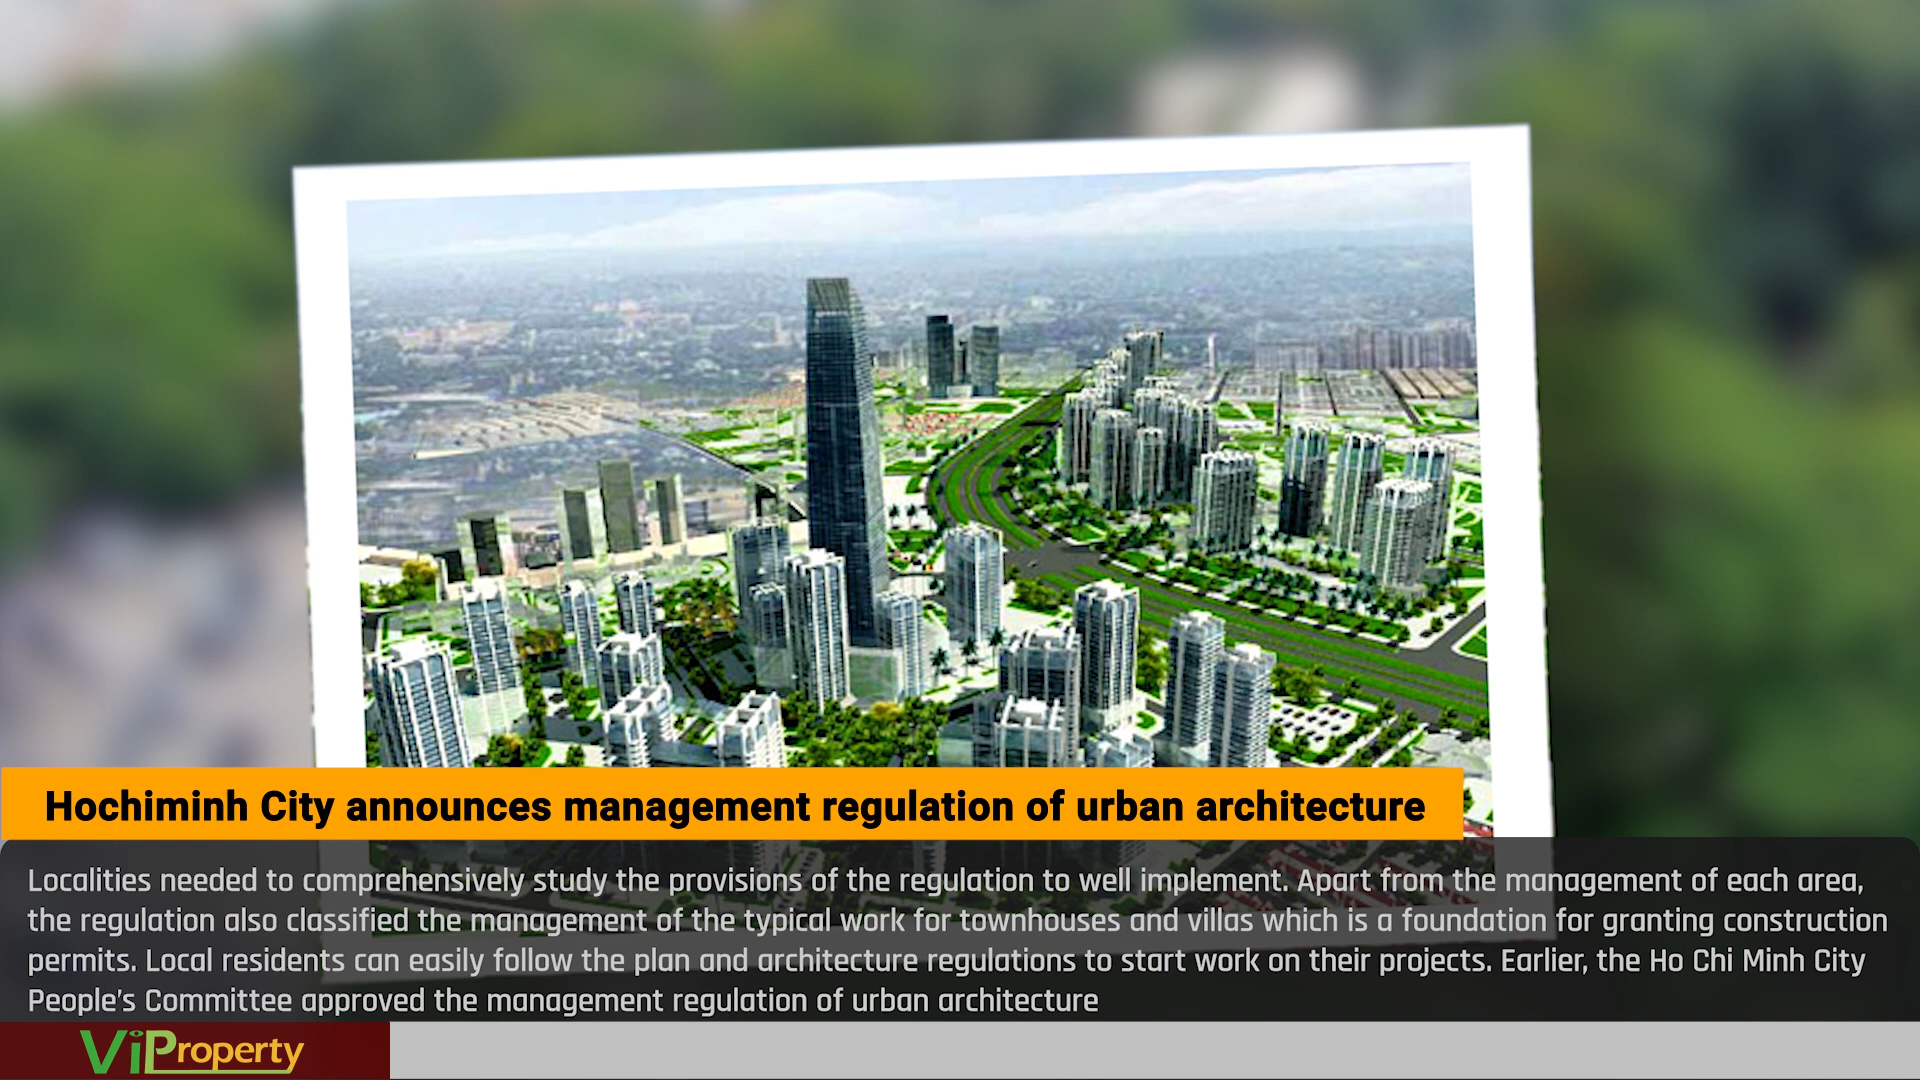 Hochiminh City announces management regulation of urban architecture
Localities needed to comprehensively study the provisions of the regulation to well implement. Apart from the management of each area,
the regulation also classified the management of the typical work for townhouses and villas which is a foundation for granting construction
permits. Local residents can easily follow the plan and architecture regulations to start work on their projects. Earlier, the Ho Chi Minh City
People's Committee approved the management regulation of urban architecture
ViProperty